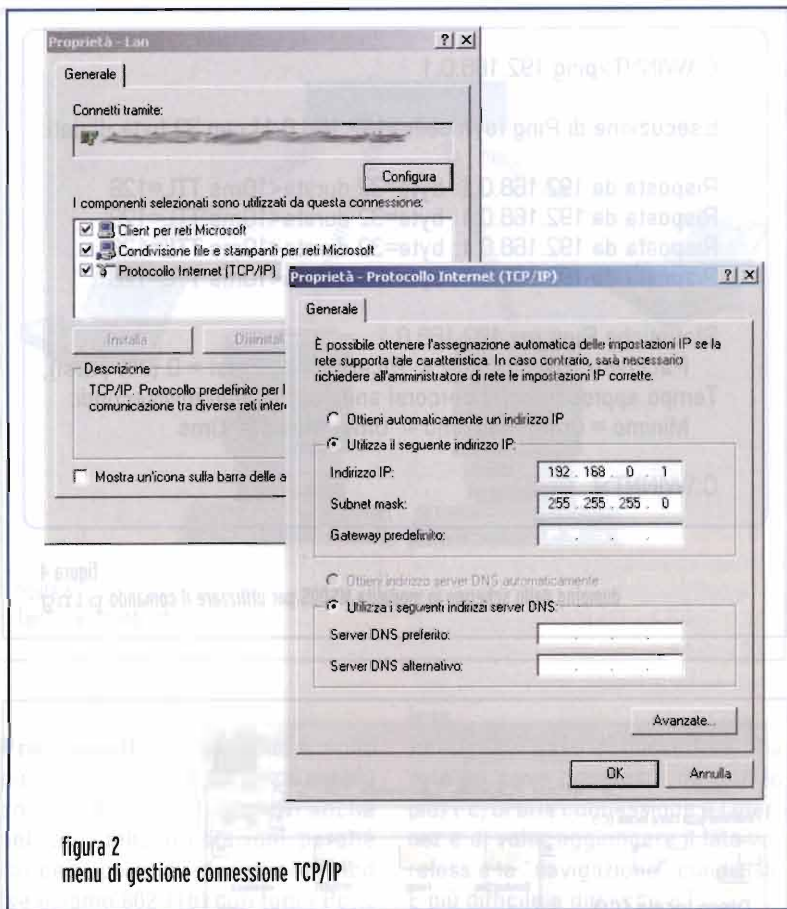 Proprietà - Lan
Generale
Connetti tramite:
Configura
I componenti selezionati sono utilizzati da questa connessione:
Client per reti Microsoft
Condivisione file e stampanti per reti Microsoft
Protocollo Internet (TCP/IP)
Installa
Disinstal
Descrizione
TCP/IP. Protocollo predefinito per l
comunicazione tra diverse reti inter
Mostra un'icona sulla barra delle a
Proprietà - Protocollo Internet (TCP/IP)
Generale
È possibile ottenere l'assegnazione automatica delle impostazioni IP se la
rete supporta tale caratteristica. In caso contrario, sarà necessario
richiedere all'amministratore di rete le impostazioni IP corrette.
Ottieni automaticamente un indirizzo IP
Utilizza il seguente indirizzo IP:
Indirizzo IP: 192 . 168 . 0 . 1
Subnet mask: 255 . 255 . 255 . 0
Gateway predefinito:
Ottieni indirizzo server DNS automaticamente
Utilizza i seguenti indirizzi server DNS:
Server DNS preferito:
Server DNS alternativo:
Avanzate...
OK
Annulla
figura 2
menu di gestione connessione TCP/IP